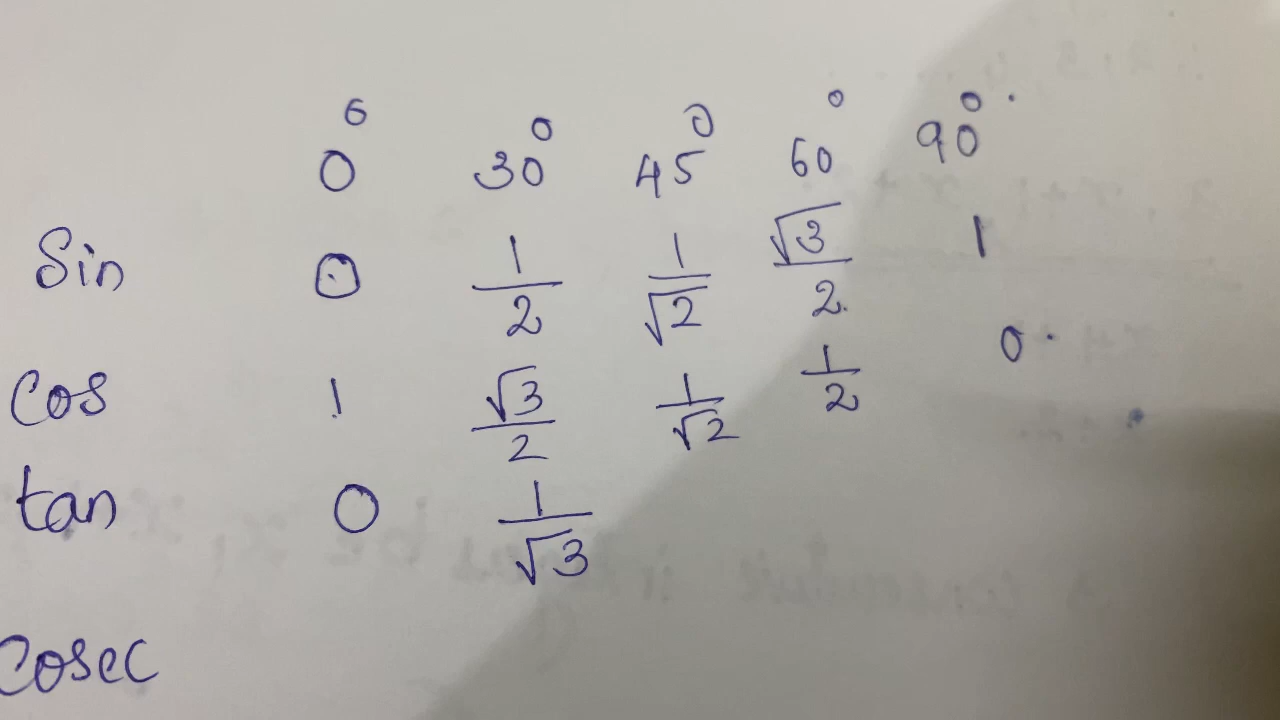 0° 30° 45° 60° 90°
Sin 0 1/2 1/√2 √3/2 1
Cos 1 √3/2 1/√2 1/2 0
tan 0 1/√3
Cosec